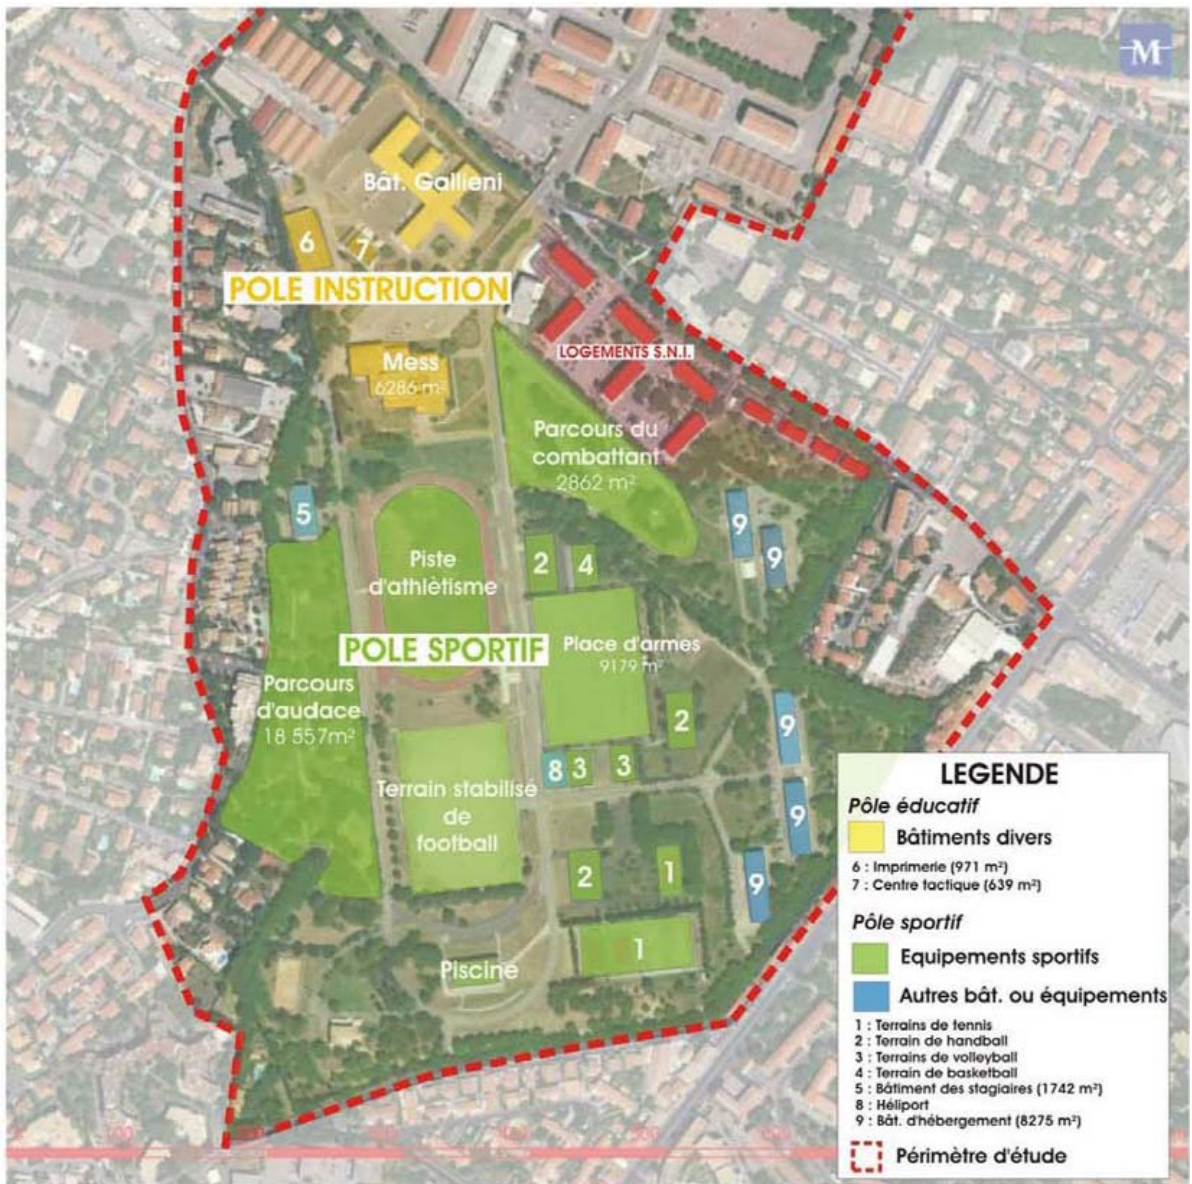 M
Bât. Gallieni
6
7
POLE INSTRUCTION
LOGEMENTS S.N.I.
Mess
6286 m²
Parcours du
combattant
2862 m²
5
9
9
2
4
Piste
d'athlètisme
POLE SPORTIF
Place d'armes
9179 m²
Parcours
d'audace
18 557m²
2
9
8
3
3
Terrain stabilisé
de
football
9
2
1
9
1
Piscine
LEGENDE
Pôle éducatif
Bâtiments divers
6 : Imprimerie (971 m²)
7 : Centre tactique (639 m²)
Pôle sportif
Equipements sportifs
Autres bât. ou équipements
1 : Terrains de tennis
2 : Terrain de handball
3 : Terrains de volleyball
4 : Terrain de basketball
5 : Bâtiment des stagiaires (1742 m²)
8 : Héliport
9 : Bât. d'hébergement (8275 m²)
Périmètre d'étude